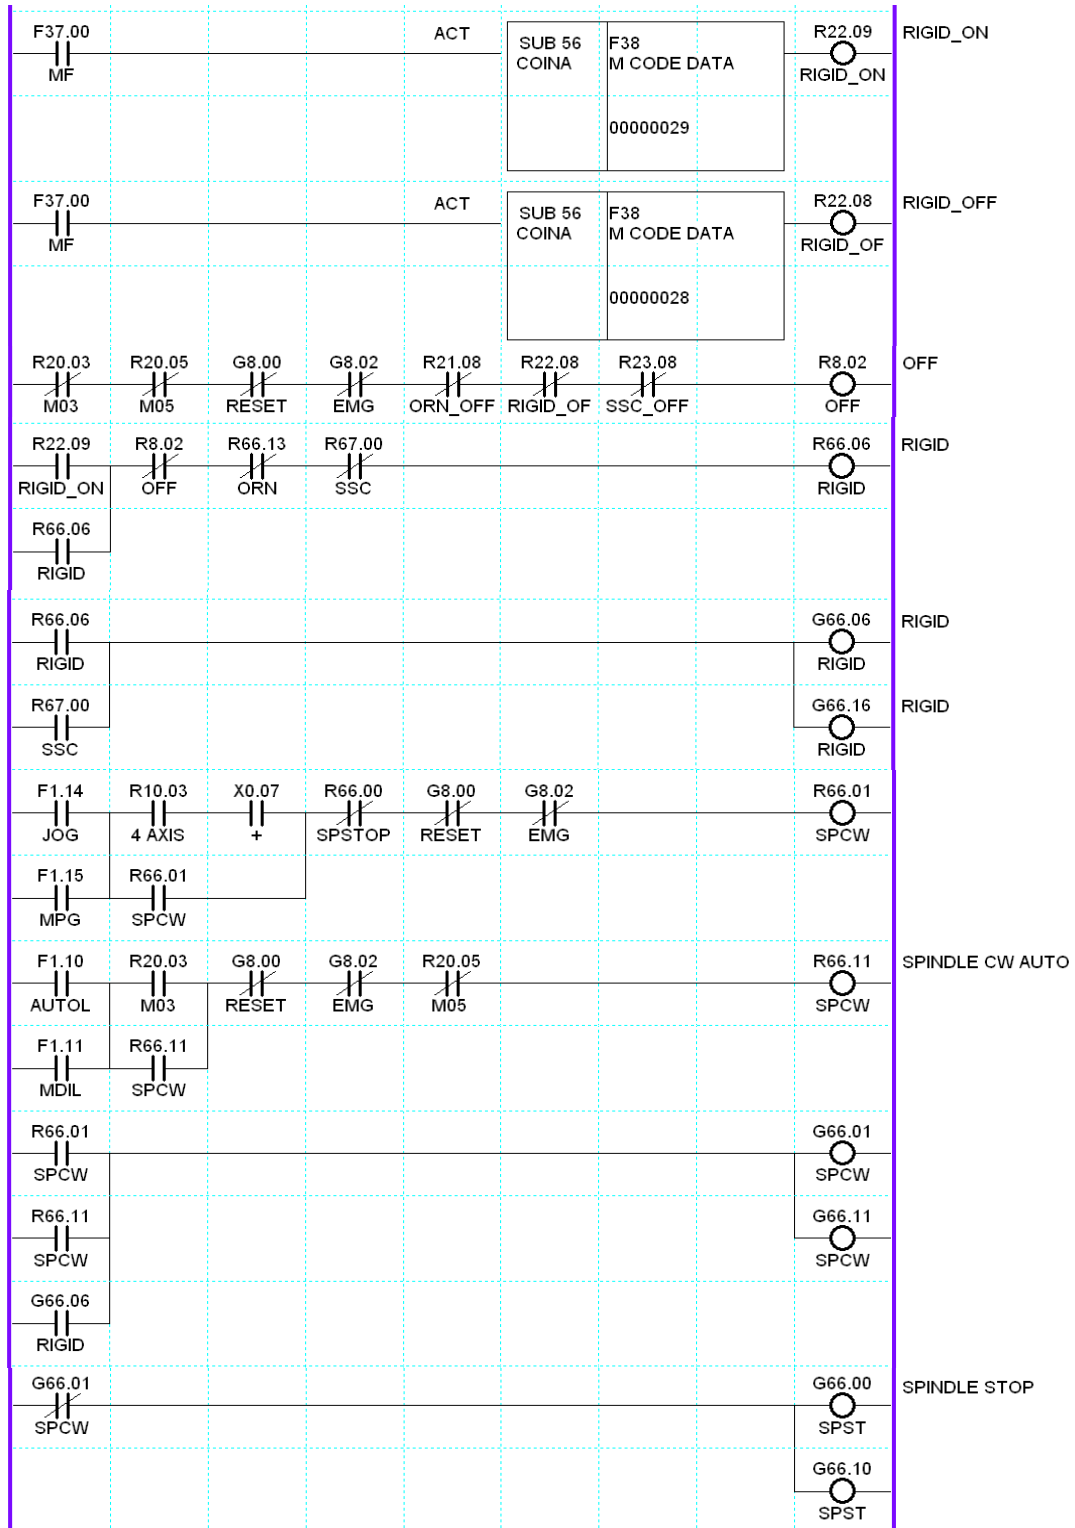 F37.00 ACT R22.09 RIGID_ON
SUB 56 F38
COINA M CODE DATA
MF RIGID_ON
00000029
F37.00 ACT R22.08 RIGID_OFF
SUB 56 F38
COINA M CODE DATA
MF RIGID_OF
00000028
R20.03 R20.05 G8.00 G8.02 R21.08 R22.08 R23.08 R8.02 OFF
M03 M05 RESET EMG ORN_OFF RIGID_OF SSC_OFF OFF
R22.09 R8.02 R66.13 R67.00 R66.06 RIGID
RIGID_ON OFF ORN SSC RIGID
R66.06
RIGID
R66.06 G66.06 RIGID
RIGID RIGID
R67.00 G66.16 RIGID
SSC RIGID
F1.14 R10.03 X0.07 R66.00 G8.00 G8.02 R66.01
JOG 4 AXIS + SPSTOP RESET EMG SPCW
F1.15 R66.01
MPG SPCW
F1.10 R20.03 G8.00 G8.02 R20.05 R66.11 SPINDLE CW AUTO
AUTOL M03 RESET EMG M05 SPCW
F1.11 R66.11
MDIL SPCW
R66.01 G66.01
SPCW SPCW
R66.11 G66.11
SPCW SPCW
G66.06
RIGID
G66.01 G66.00 SPINDLE STOP
SPCW SPST
G66.10
SPST